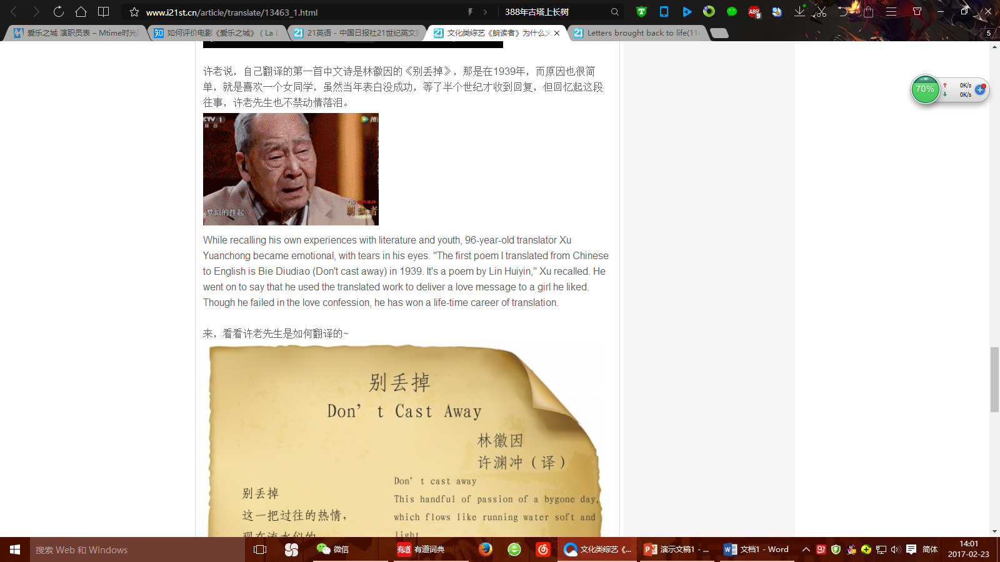 www.i21st.cn/article/translate/13463_1.html
388年古塔上长树
爱乐之城 演职员表 – Mtime时光
如何评价电影《爱乐之城》（La L
21英语 - 中国日报社21世纪英文
文化类综艺《朗读者》为什么火
Letters brought back to life(11
5
许老说，自己翻译的第一首中文诗是林徽因的《别丢掉》，那是在1939年，而原因也很简
单，就是喜欢一个女同学，虽然当年表白没成功，等了半个世纪才收到回复，但回忆起这段
往事，许老先生也不禁动情落泪。
70%
0K/s
0K/s
CTV 1
梦似的挂起
朗读者
While recalling his own experiences with literature and youth, 96-year-old translator Xu
Yuanchong became emotional, with tears in his eyes. "The first poem I translated from Chinese
to English is Bie Diudiao (Don't cast away) in 1939. It's a poem by Lin Huiyin," Xu recalled. He
went on to say that he used the translated work to deliver a love message to a girl he liked.
Though he failed in the love confession, he has won a life-time career of translation.
来，看看许老先生是如何翻译的~
别丢掉
Don’t Cast Away
林徽因
许渊冲（译）
别丢掉
这一把过往的热情，
现在流水似的，
Don’t cast away
This handful of passion of a bygone day,
which flows like running water soft and
light
搜索 Web 和 Windows
微信
有道 有道词典
文化类综艺《...
演示文稿1 - ...
文档1 - Word
简体
14:01
2017-02-23